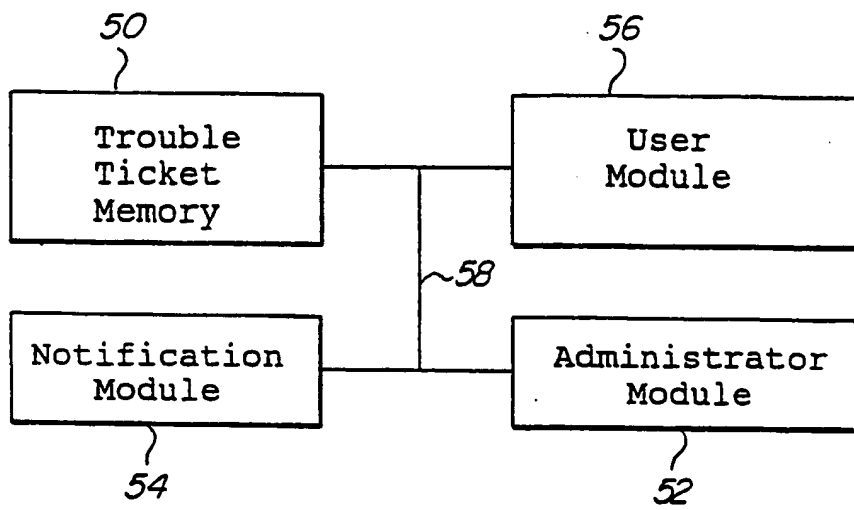 50
56
Trouble
Ticket
Memory
User
Module
58
Notification
Module
Administrator
Module
54
52